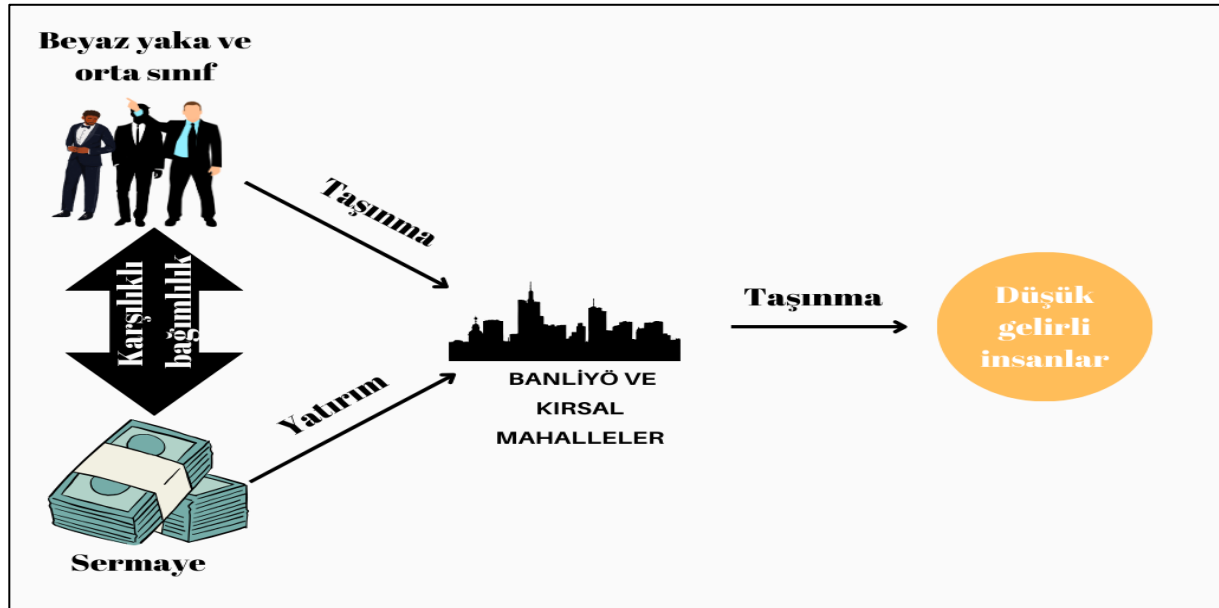 Beyaz yaka ve
orta sınıf
Taşınma
Karşılıklı
bağımlılık
Yatırım
Sermaye
BANLİYÖ VE
KIRSAL
MAHALLELER
Taşınma
Düşük
gelirli
insanlar